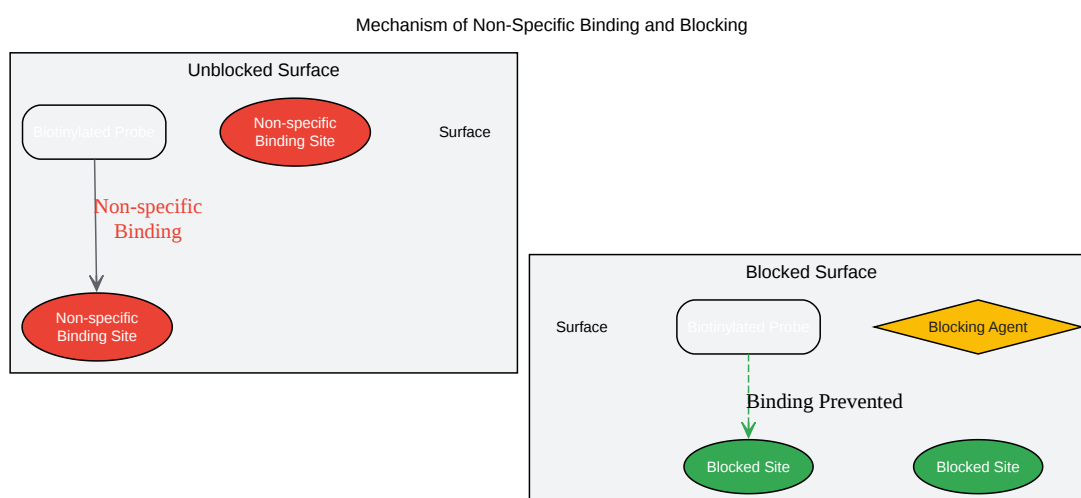 Mechanism of Non-Specific Binding and Blocking
Unblocked Surface
Biotinylated Probe
Non-specific
Binding Site
Surface
Non-specific
Binding
Non-specific
Binding Site
Blocked Surface
Surface
Biotinylated Probe
Blocking Agent
Binding Prevented
Blocked Site
Blocked Site